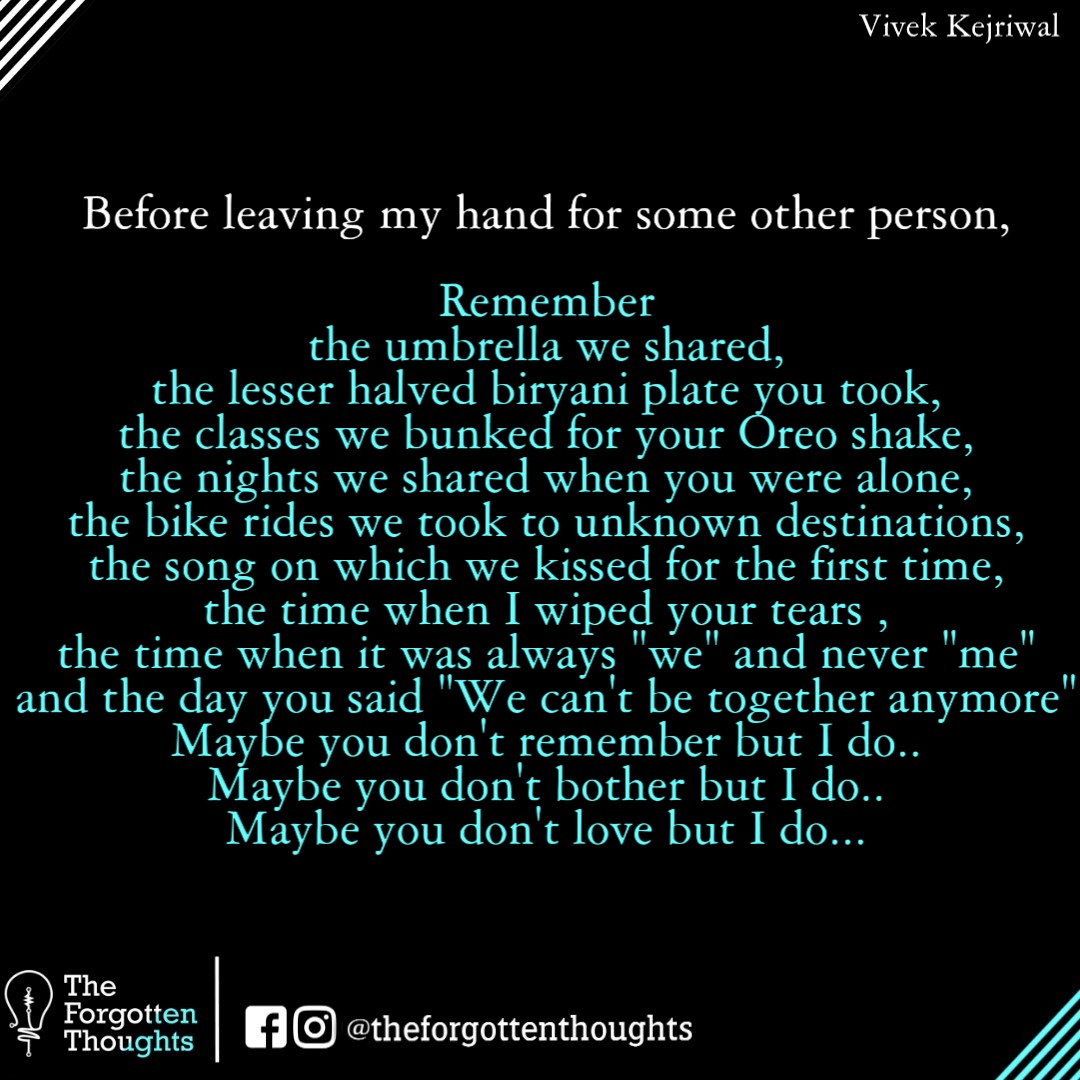 Vivek Kejriwal
Before leaving my hand for some other person,
Remember
the umbrella we shared,
the lesser halved biryani plate you took,
the classes we bunked for your Oreo shake,
the nights we shared when you were alone,
the bike rides we took to unknown destinations,
the song on which we kissed for the first time,
the time when I wiped your tears ,
the time when it was always "we" and never "me"
and the day you said "We can't be together anymore"
Maybe you don't remember but I do..
Maybe you don't bother but I do..
Maybe you don't love but I do...
The
Forgotten
Thoughts
@theforgottenthoughts